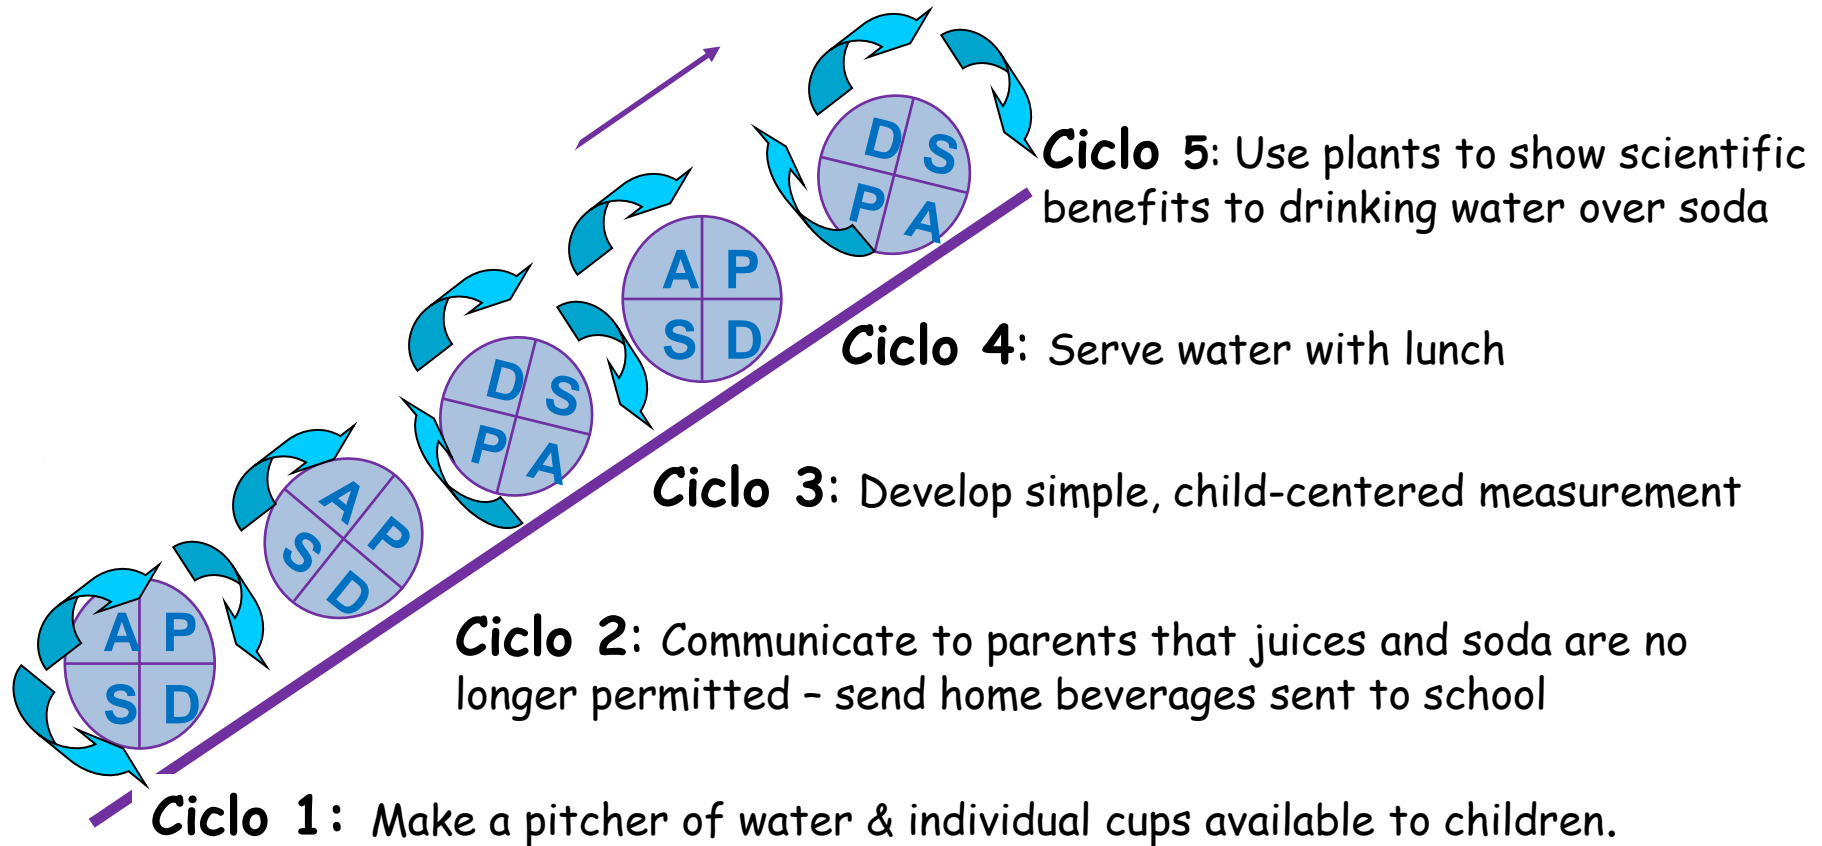 D S
P A
Ciclo 5: Use plants to show scientific
benefits to drinking water over soda
A P
S D
Ciclo 4: Serve water with lunch
D S
P A
Ciclo 3: Develop simple, child-centered measurement
A P
S D
Ciclo 2: Communicate to parents that juices and soda are no
longer permitted – send home beverages sent to school
A P
S D
Ciclo 1: Make a pitcher of water & individual cups available to children.